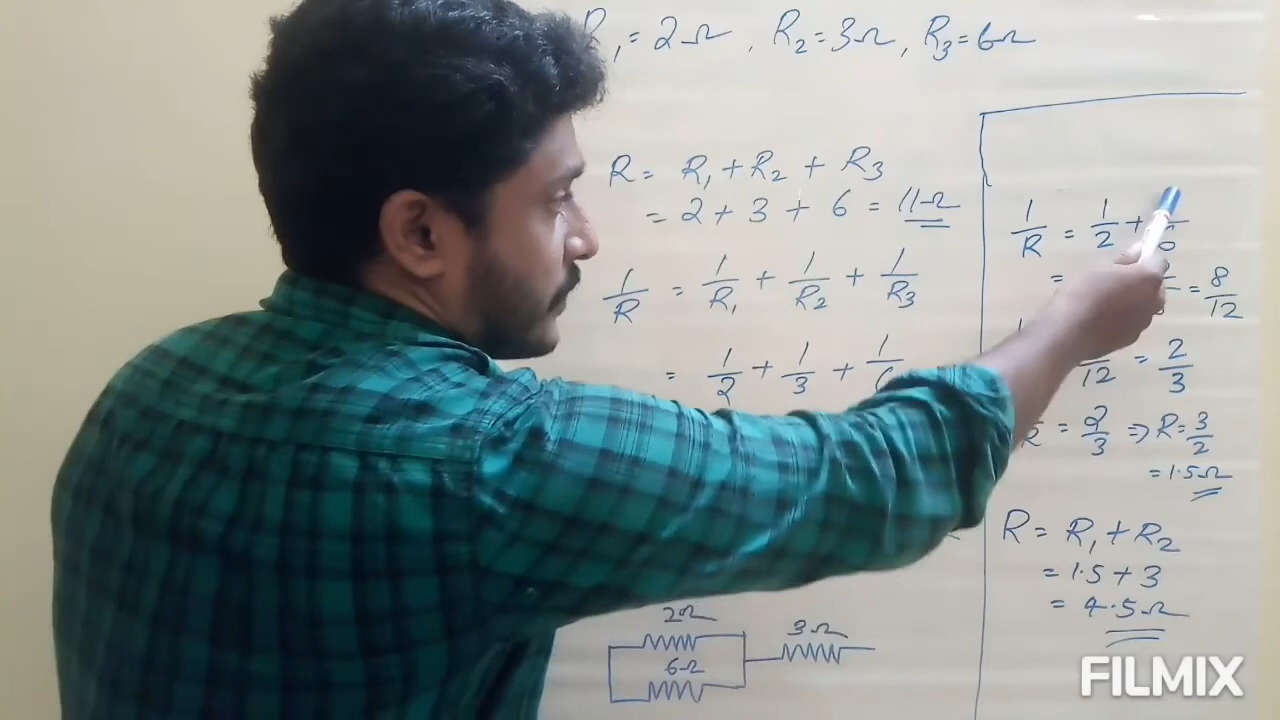 R₁ = 2Ω , R₂ = 3Ω , R₃ = 6Ω
R = R₁ + R₂ + R₃
= 2 + 3 + 6 = 11Ω
1/R = 1/R₁ + 1/R₂ + 1/R₃
= 1/2 + 1/3 +
2Ω
6Ω
3Ω
1/R = 1/2 +
= = 8/12
12 = 2/3
= 2/3 ⇒ R = 3/2
= 1.5Ω
R = R₁ + R₂
= 1.5 + 3
= 4.5Ω
FILMIX